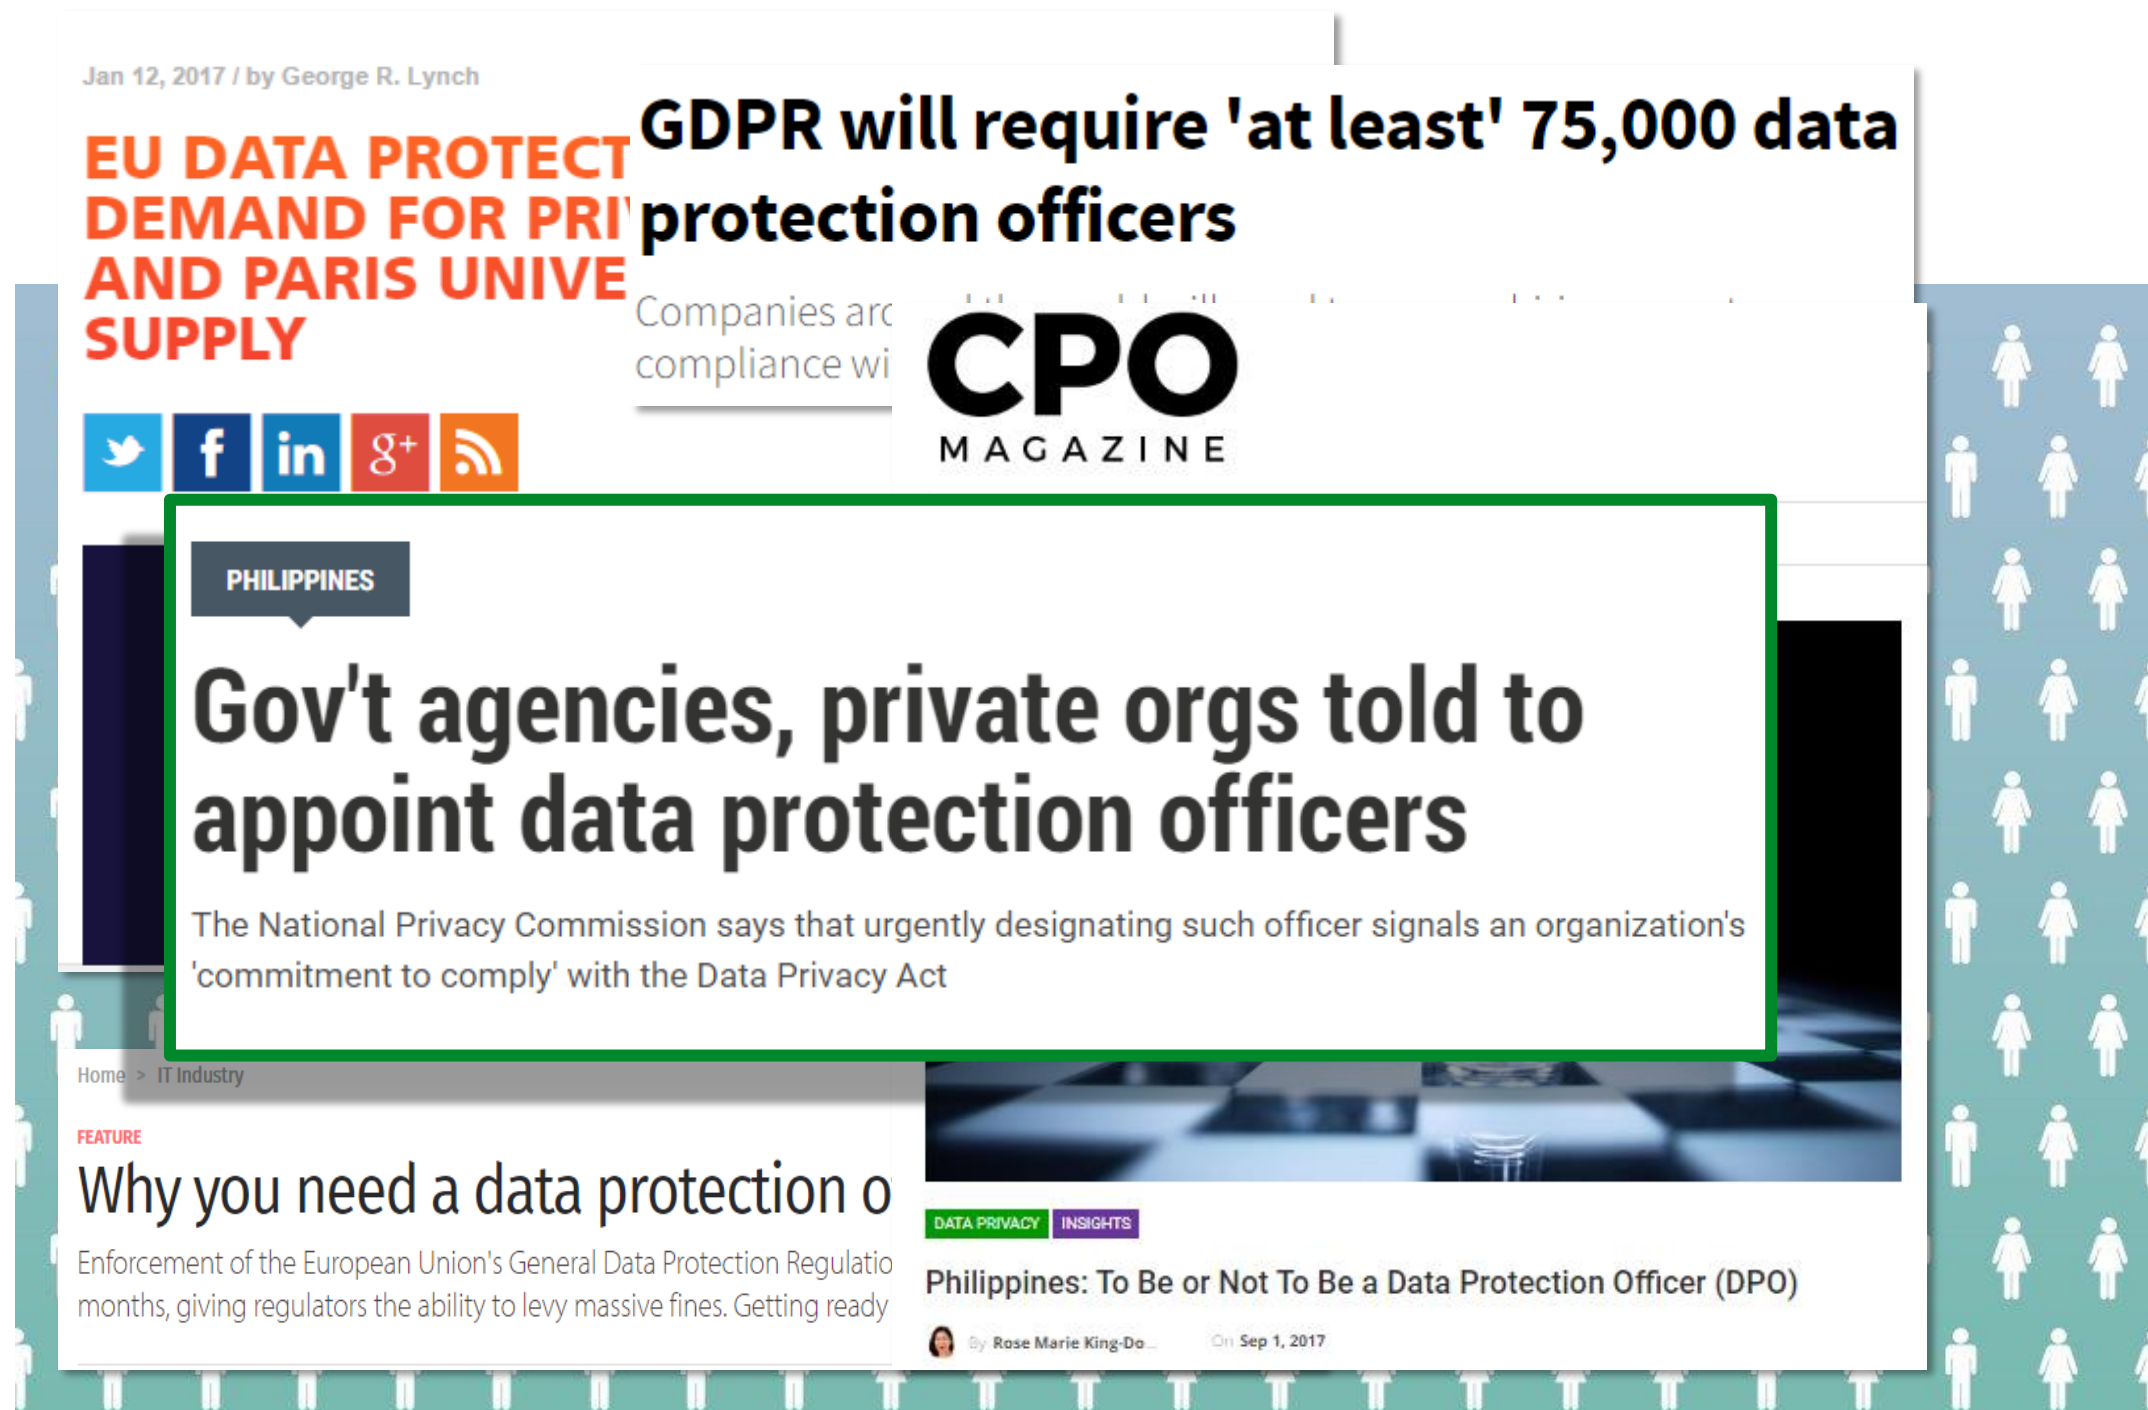 Jan 12, 2017 / by George R. Lynch
EU DATA PROTECT
DEMAND FOR PRI
AND PARIS UNIVE
SUPPLY
GDPR will require 'at least' 75,000 data
protection officers
Companies
compliance
CPO
MAGAZINE
f in g+
PHILIPPINES
Gov't agencies, private orgs told to
appoint data protection officers
The National Privacy Commission says that urgently designating such officer signals an organization's
'commitment to comply' with the Data Privacy Act
Home > IT Industry
FEATURE
Why you need a data protection
Enforcement of the European Union's General Data Protection Regulatio
months, giving regulators the ability to levy massive fines. Getting ready
DATA PRIVACY INSIGHTS
Philippines: To Be or Not To Be a Data Protection Officer (DPO)
By Rose Marie King-Do... On Sep 1, 2017